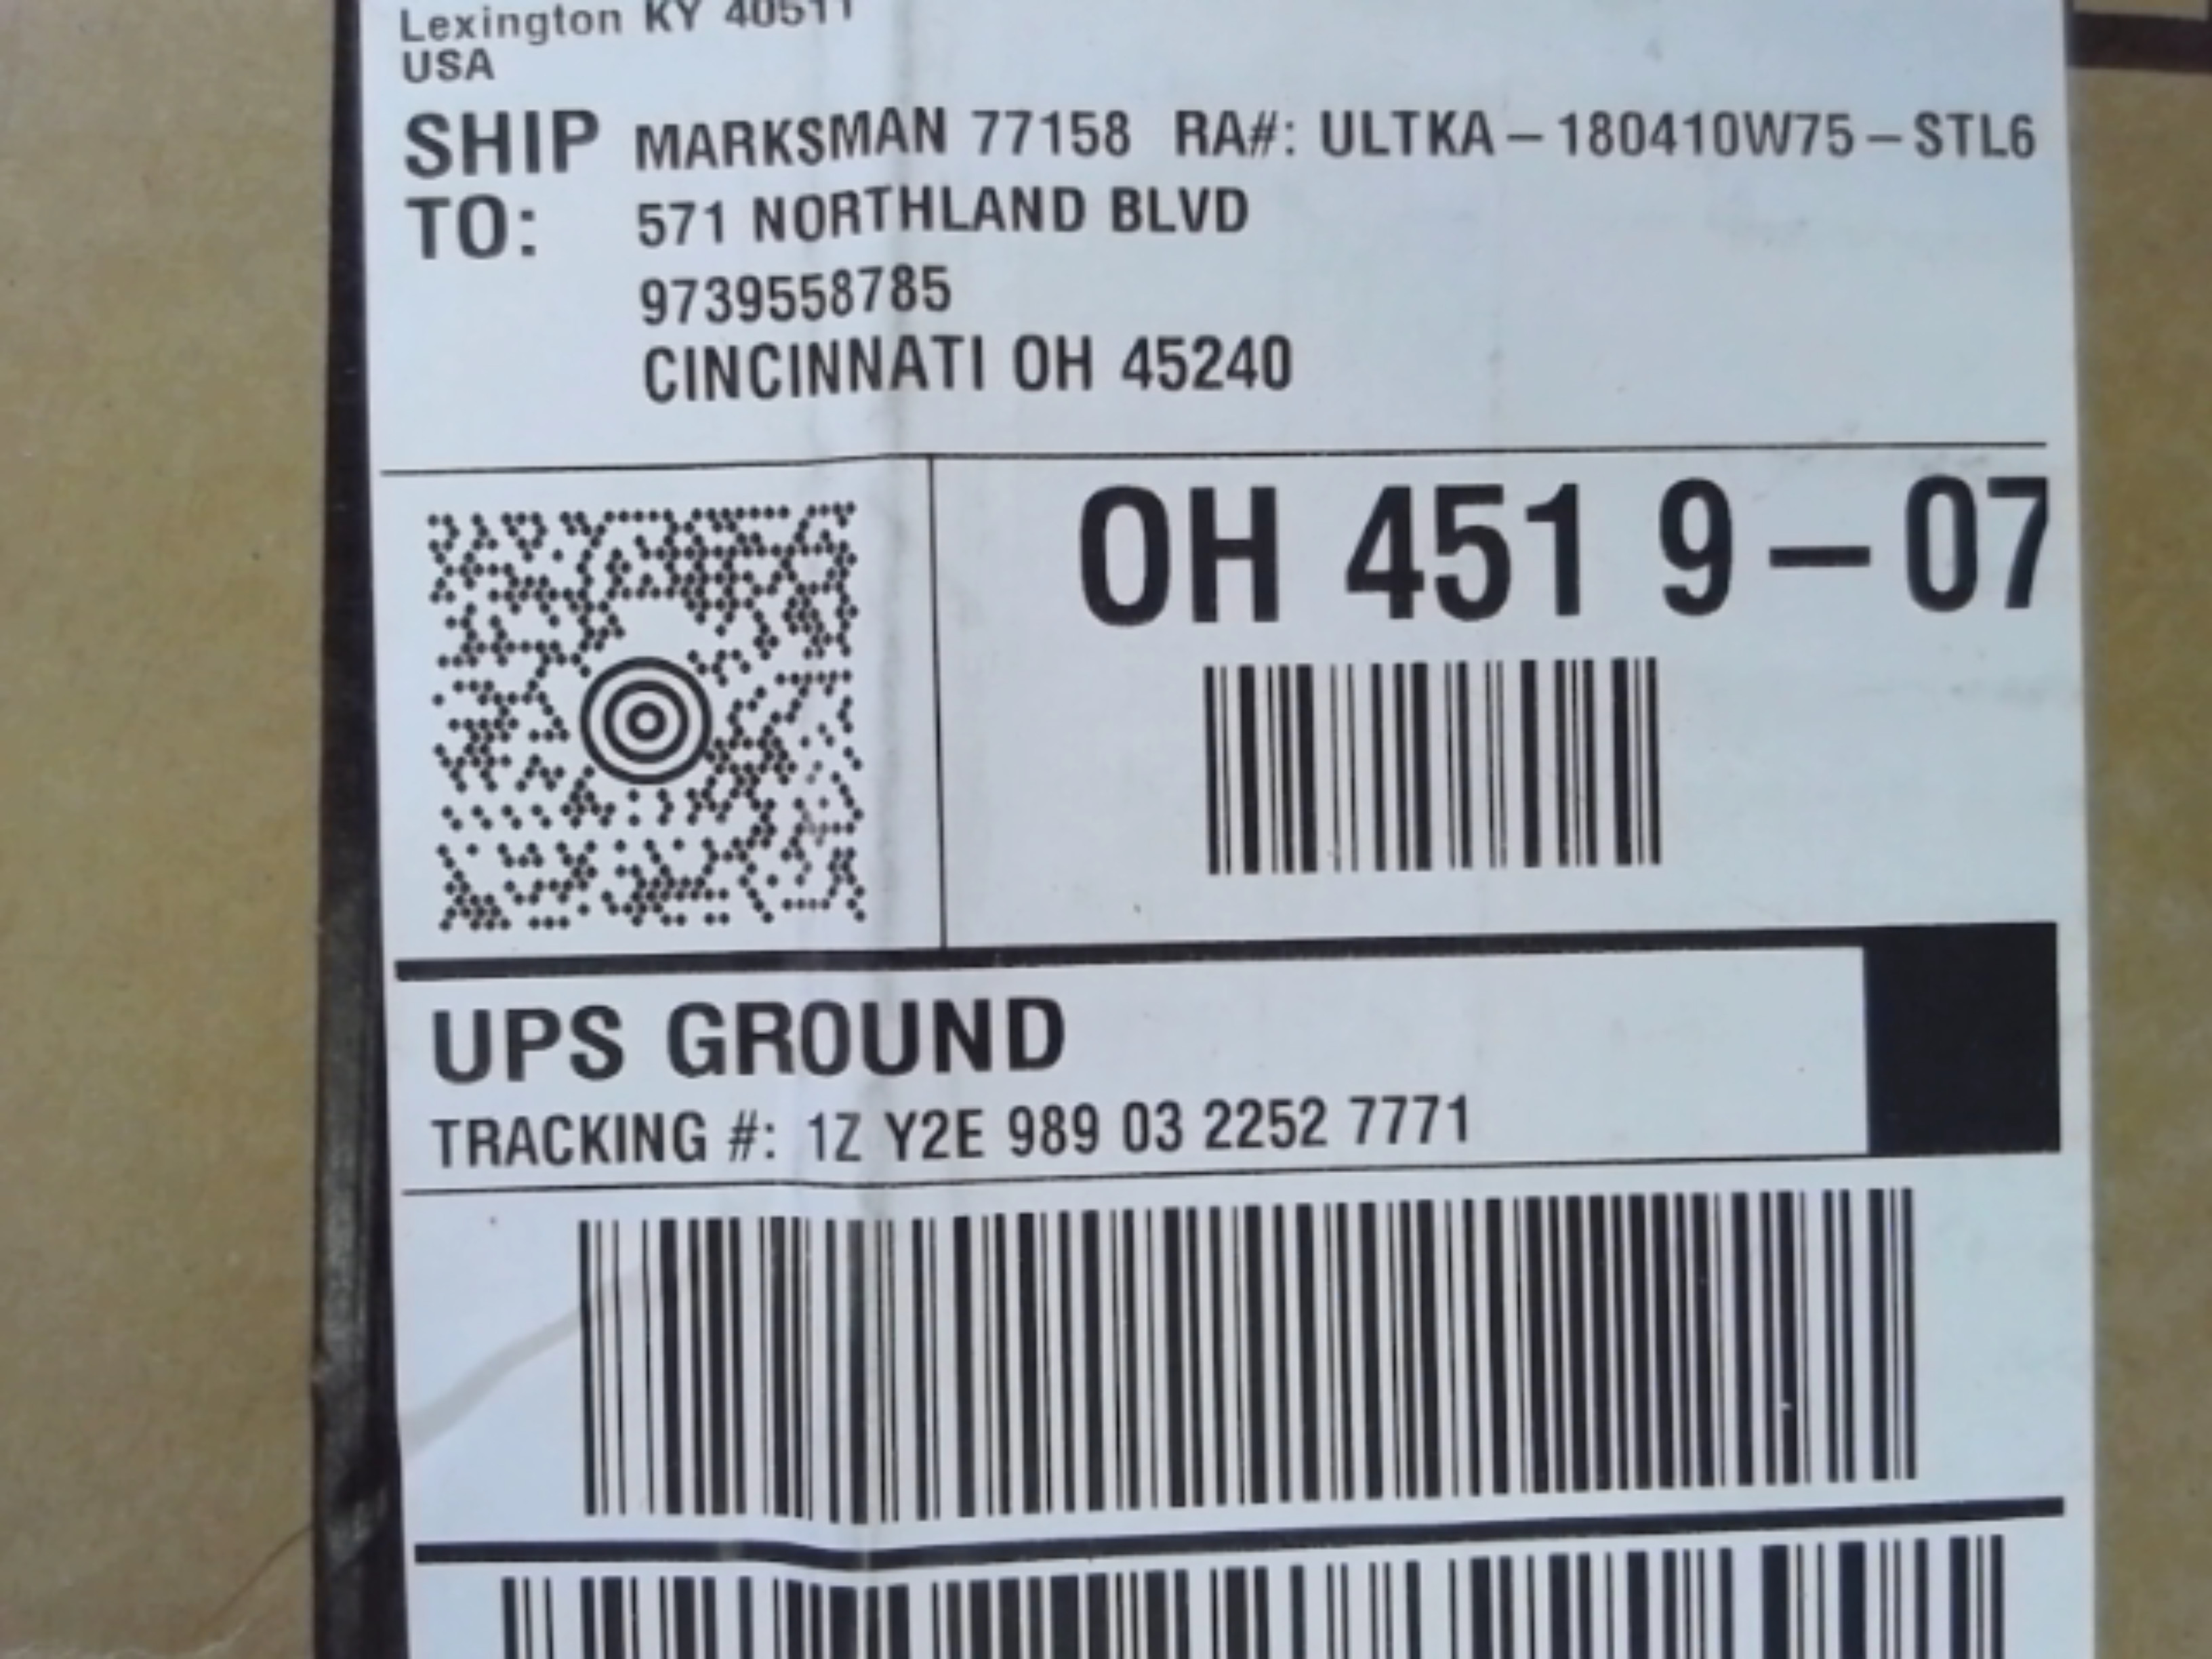 Lexington KY 40511
USA
SHIP TO:
MARKSMAN 77158 RA#: ULTKA-180410W75-STL6
571 NORTHLAND BLVD
9739558785
CINCINNATI OH 45240
OH 451 9-07
UPS GROUND
TRACKING #: 1Z Y2E 989 03 2252 7771